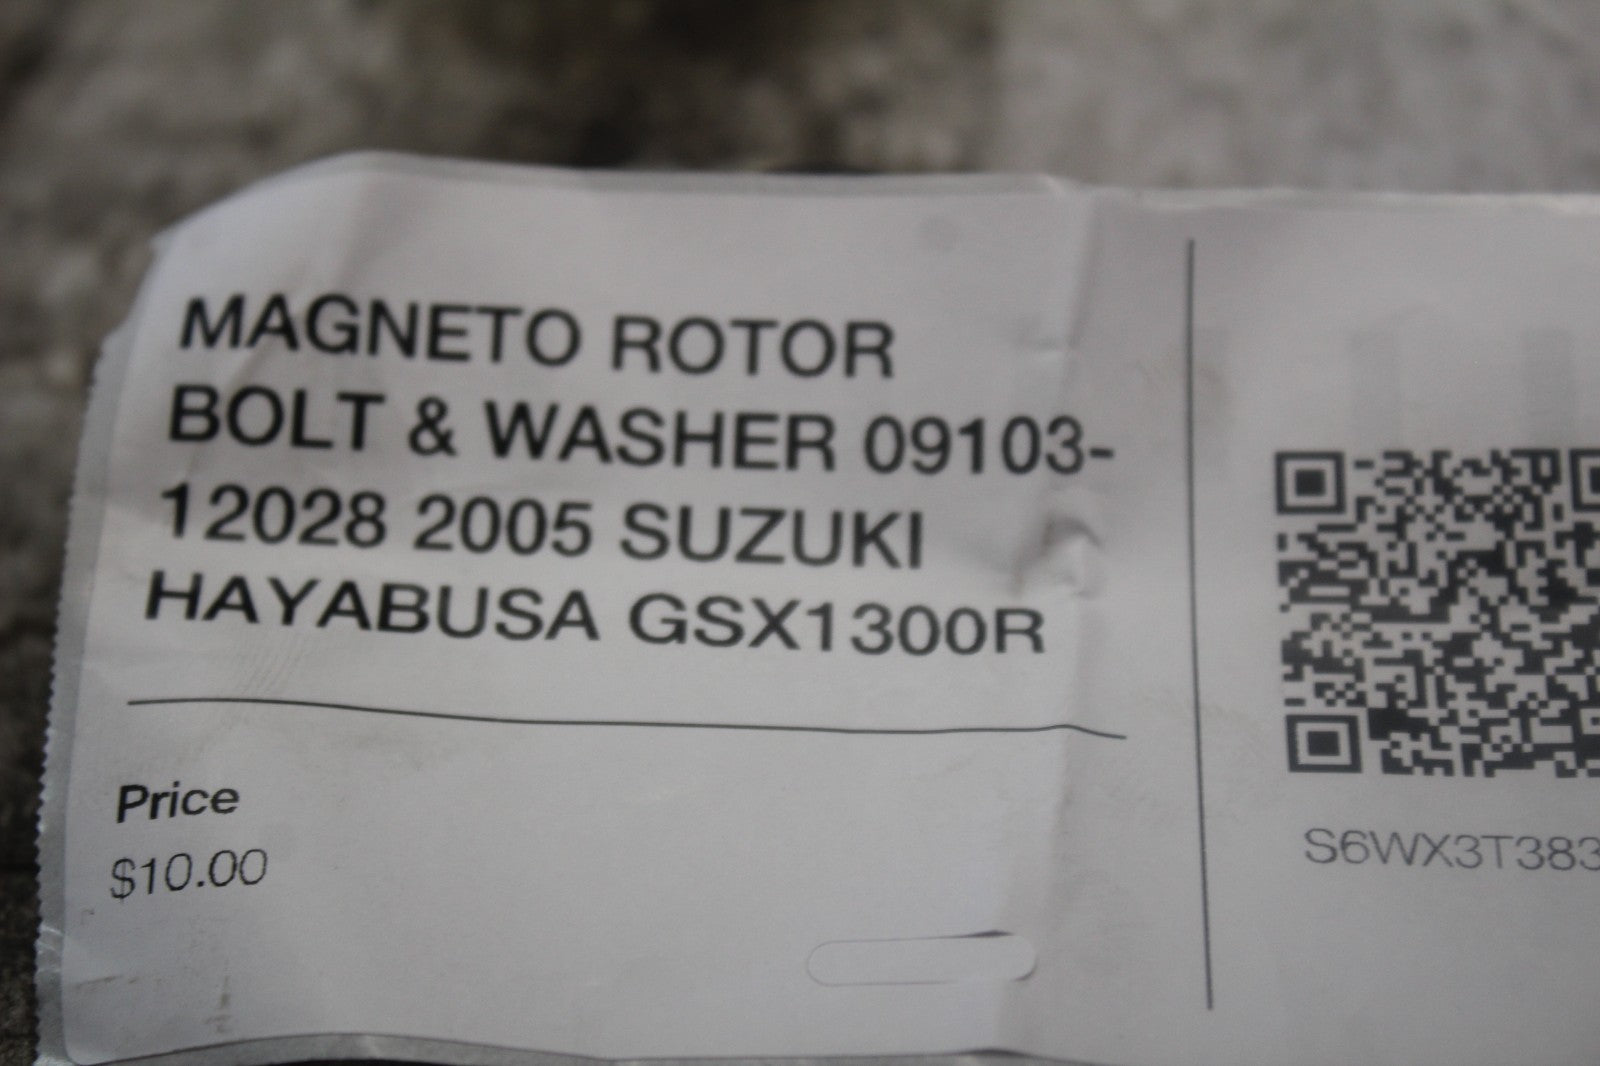 MAGNETO ROTOR
BOLT & WASHER 09103-
12028 2005 SUZUKI
HAYABUSA GSX1300R
Price
$10.00
S6WX3T383